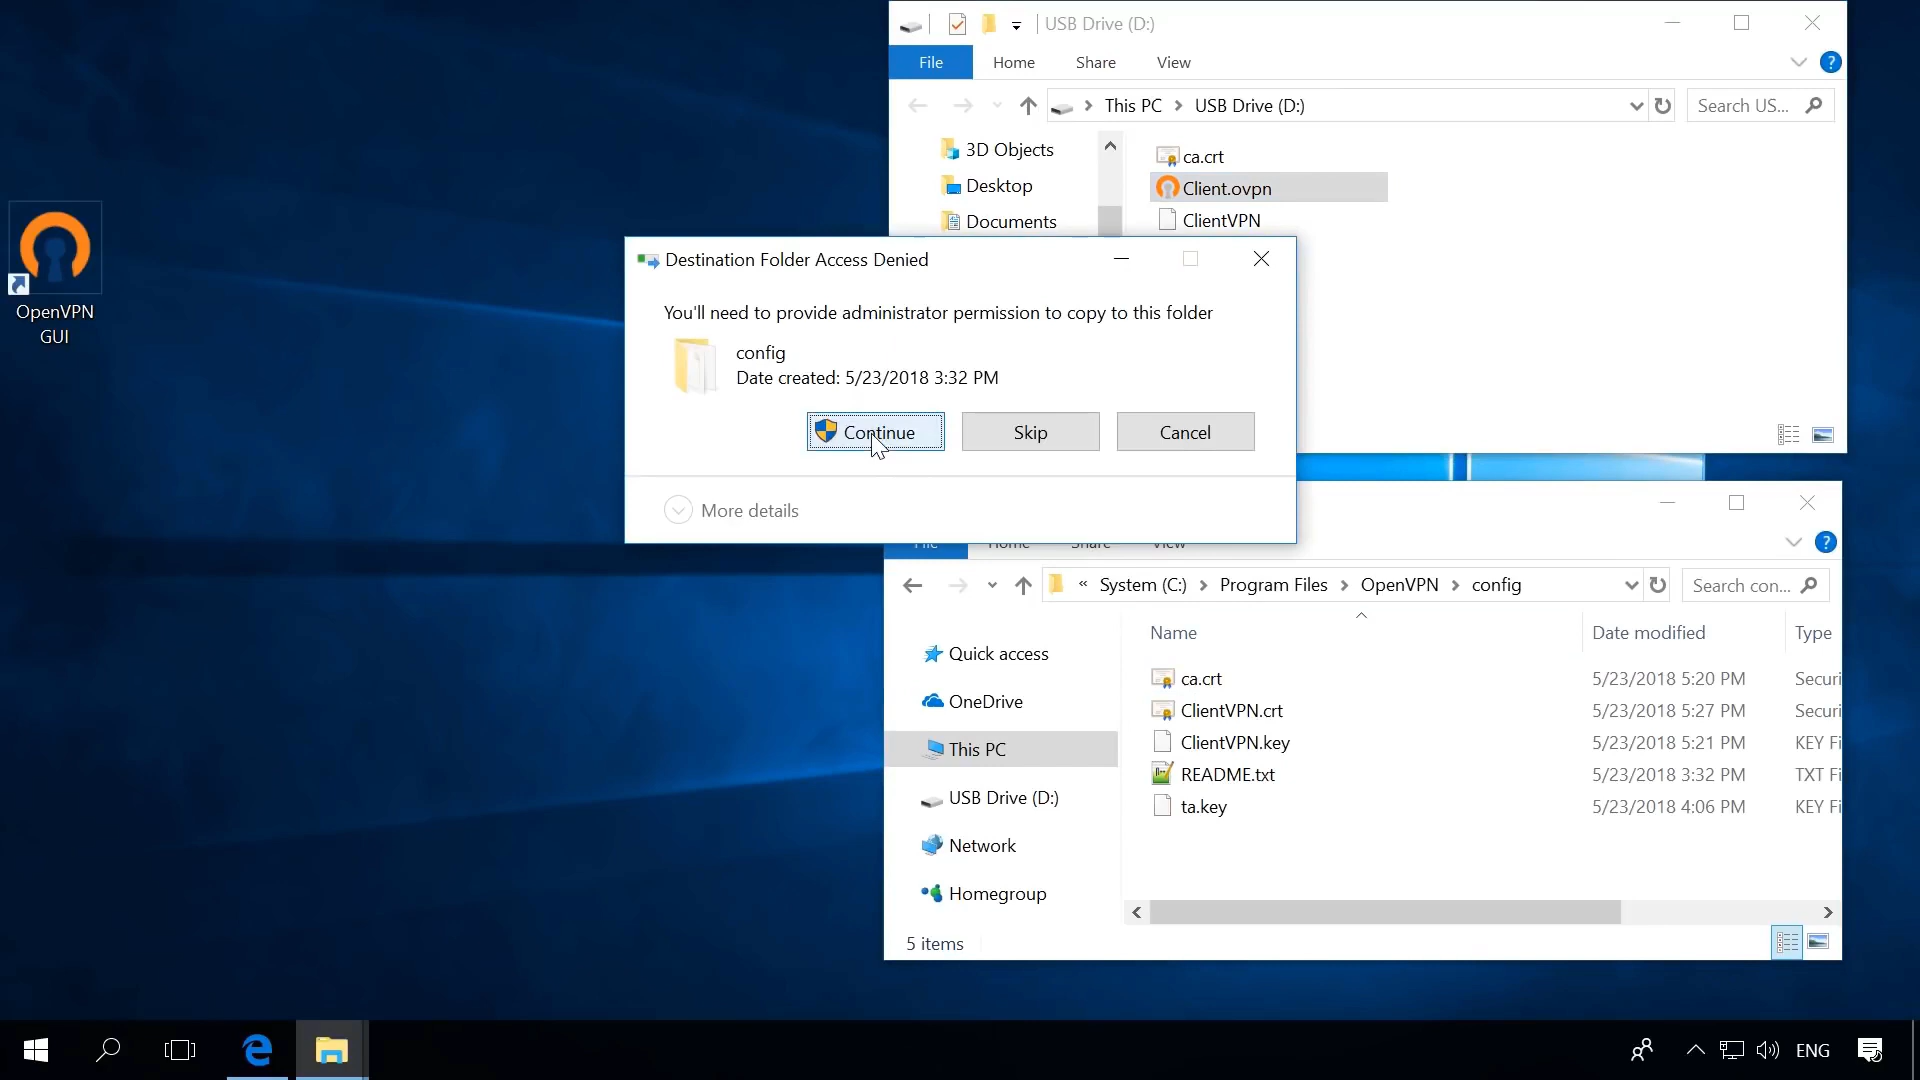 OpenVPN
GUI
USB Drive (D:)
File
Home
Share
View
This PC
USB Drive (D:)
Search US...
3D Objects
Desktop
Documents
ca.crt
Client.ovpn
ClientVPN
Destination Folder Access Denied
You'll need to provide administrator permission to copy to this folder
config
Date created: 5/23/2018 3:32 PM
Continue
Skip
Cancel
More details
File
Home
Share
View
« System (C:)
Program Files
OpenVPN
config
Search con...
Name
Date modified
Type
Quick access
OneDrive
This PC
USB Drive (D:)
Network
Homegroup
ca.crt 5/23/2018 5:20 PM Securi
ClientVPN.crt 5/23/2018 5:27 PM Securi
ClientVPN.key 5/23/2018 5:21 PM KEY Fi
README.txt 5/23/2018 3:32 PM TXT Fi
ta.key 5/23/2018 4:06 PM KEY Fi
5 items
ENG